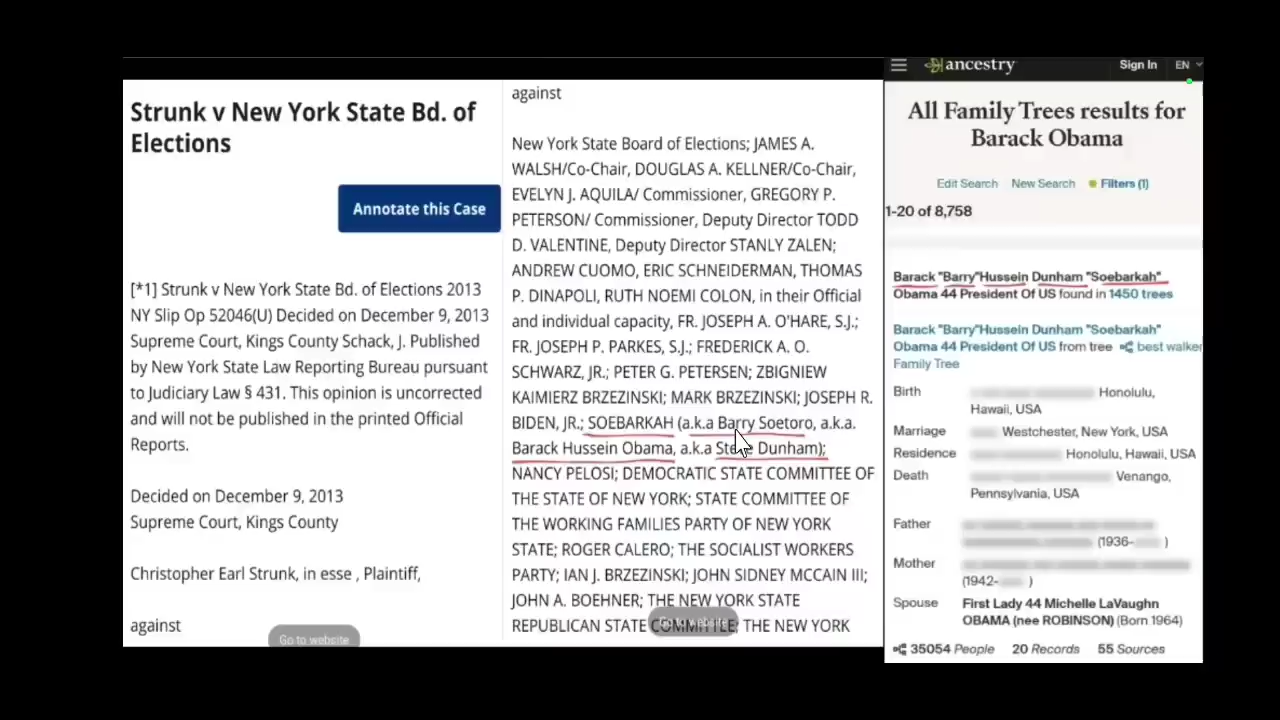 Strunk v New York State Bd. of
Elections
Annotate this Case
[*1] Strunk v New York State Bd. of Elections 2013
NY Slip Op 52046(U) Decided on December 9, 2013
Supreme Court, Kings County Schack, J. Published
by New York State Law Reporting Bureau pursuant
to Judiciary Law § 431. This opinion is uncorrected
and will not be published in the printed Official
Reports.
Decided on December 9, 2013
Supreme Court, Kings County
Christopher Earl Strunk, in esse , Plaintiff,
against
Go to website
against
New York State Board of Elections; JAMES A.
WALSH/Co-Chair, DOUGLAS A. KELLNER/Co-Chair,
EVELYN J. AQUILA/ Commissioner, GREGORY P.
PETERSON/ Commissioner, Deputy Director TODD
D. VALENTINE, Deputy Director STANLY ZALEN;
ANDREW CUOMO, ERIC SCHNEIDERMAN, THOMAS
P. DINAPOLI, RUTH NOEMI COLON, in their Official
and individual capacity, FR. JOSEPH A. O'HARE, S.J.;
FR. JOSEPH P. PARKES, S.J.; FREDERICK A. O.
SCHWARZ, JR.; PETER G. PETERSEN; ZBIGNIEW
KAIMIERZ BRZEZINSKI; MARK BRZEZINSKI; JOSEPH R.
BIDEN, JR.; SOEBARKAH (a.k.a Barry Soetoro, a.k.a.
Barack Hussein Obama, a.k.a Dunham);
NANCY PELOSI; DEMOCRATIC STATE COMMITTEE OF
THE STATE OF NEW YORK; STATE COMMITTEE OF
THE WORKING FAMILIES PARTY OF NEW YORK
STATE; ROGER CALERO; THE SOCIALIST WORKERS
PARTY; IAN J. BRZEZINSKI; JOHN SIDNEY MCCAIN III;
JOHN A. BOEHNER; THE NEW YORK STATE
REPUBLICAN STATE COMMITTEE; THE NEW YORK
Go to website
ancestry
Sign In
EN
All Family Trees results for
Barack Obama
Edit Search New Search Filters (1)
1-20 of 8,758
Barack "Barry"Hussein Dunham "Soebarkah"
Obama 44 President Of US found in 1450 trees
Barack "Barry"Hussein Dunham "Soebarkah"
Obama 44 President Of US from tree best walker
Family Tree
Birth Honolulu,
Hawaii, USA
Marriage Westchester, New York, USA
Residence Honolulu, Hawaii, USA
Death Venango,
Pennsylvania, USA
Father
(1936- )
Mother
(1942- )
Spouse First Lady 44 Michelle LaVaughn
OBAMA (nee ROBINSON) (Born 1964)
35054 People 20 Records 55 Sources